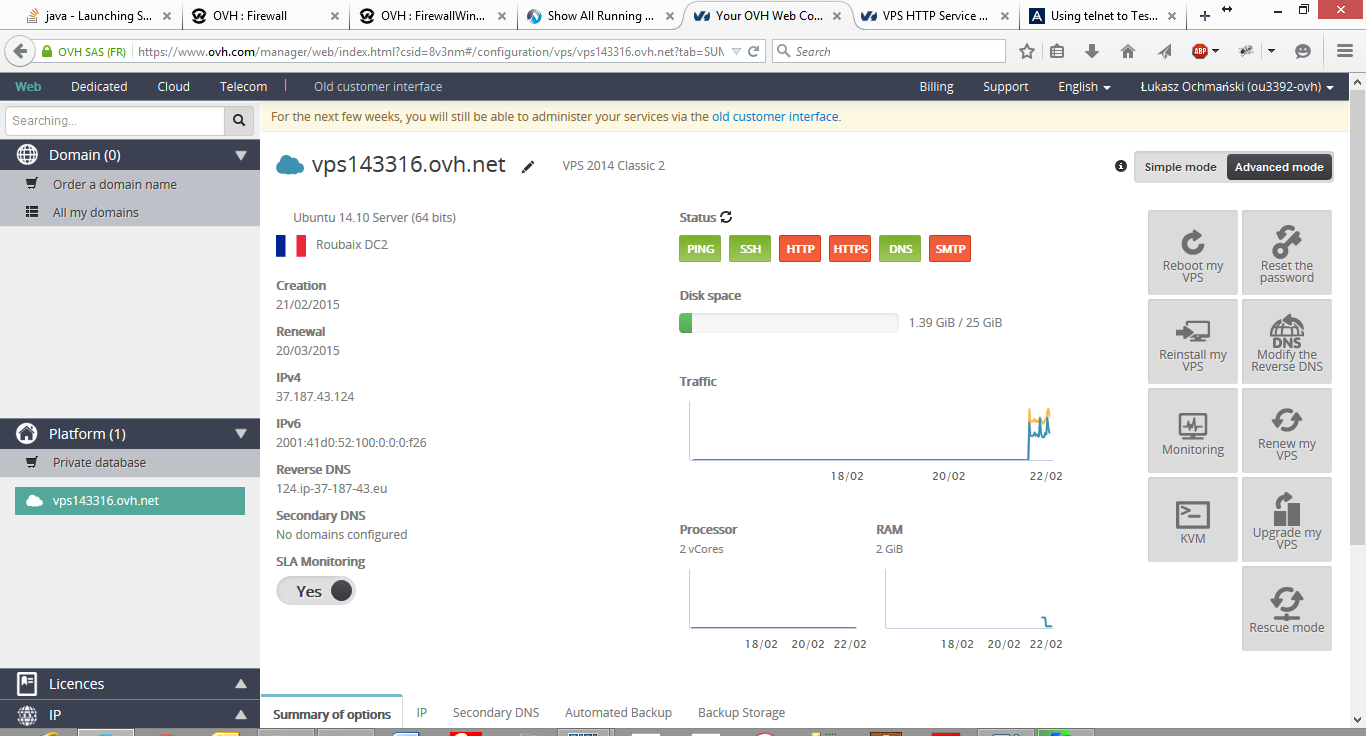 java - Launching S...
OVH : Firewall
OVH : FirewallWin...
Show All Running ...
Your OVH Web Co...
VPS HTTP Service ...
Using telnet to Tes...
OVH SAS (FR)
https://www.ovh.com/manager/web/index.html?csid=8v3nm#/configuration/vps/vps143316.ovh.net?tab=SUM
Search
ABP
Web
Dedicated
Cloud
Telecom
Old customer interface
Billing
Support
English
Łukasz Ochmański (ou3392-ovh)
Searching...
For the next few weeks, you will still be able to administer your services via the old customer interface.
Domain (0)
Order a domain name
All my domains
Platform (1)
Private database
vps143316.ovh.net
Licences
IP
vps143316.ovh.net
VPS 2014 Classic 2
Simple mode
Advanced mode
Ubuntu 14.10 Server (64 bits)
Roubaix DC2
Creation
21/02/2015
Renewal
20/03/2015
IPv4
37.187.43.124
IPv6
2001:41d0:52:100:0:0:0:f26
Reverse DNS
124.ip-37-187-43.eu
Secondary DNS
No domains configured
SLA Monitoring
Yes
Status
PING
SSH
HTTP
HTTPS
DNS
SMTP
Disk space
1.39 GiB / 25 GiB
Traffic
18/02
20/02
22/02
Processor
2 vCores
18/02
20/02
22/02
RAM
2 GiB
18/02
20/02
22/02
Reboot my
VPS
Reset the
password
Reinstall my
VPS
DNS
Modify the
Reverse DNS
Monitoring
Renew my
VPS
KVM
Upgrade my
VPS
Rescue mode
Summary of options
IP
Secondary DNS
Automated Backup
Backup Storage